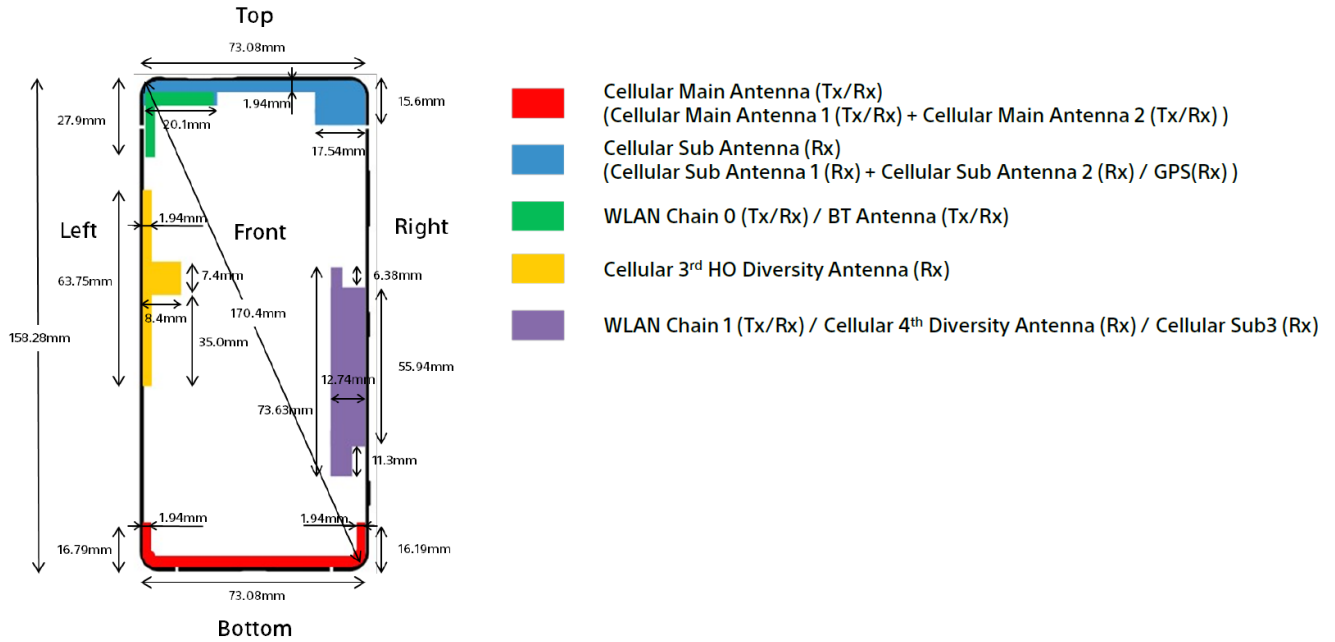 Top
73.08mm
1.94mm
15.6mm
27.9mm
20.1mm
17.54mm
Left
1.94mm
Front
Right
63.75mm
7.4mm
6.38mm
8.4mm
170.4mm
158.28mm
35.0mm
12.74mm
55.94mm
73.63mm
11.3mm
1.94mm
1.94mm
16.79mm
16.19mm
73.08mm
Bottom
Cellular Main Antenna (Tx/Rx)
(Cellular Main Antenna 1 (Tx/Rx) + Cellular Main Antenna 2 (Tx/Rx) )
Cellular Sub Antenna (Rx)
(Cellular Sub Antenna 1 (Rx) + Cellular Sub Antenna 2 (Rx) / GPS(Rx) )
WLAN Chain 0 (Tx/Rx) / BT Antenna (Tx/Rx)
Cellular 3rd HO Diversity Antenna (Rx)
WLAN Chain 1 (Tx/Rx) / Cellular 4th Diversity Antenna (Rx) / Cellular Sub3 (Rx)